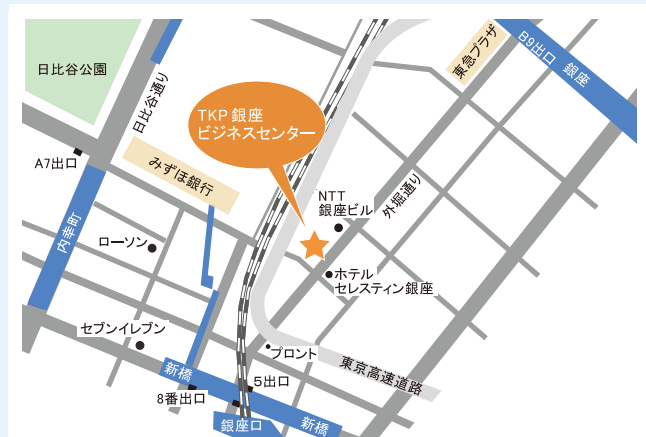 日比谷公園
日比谷通り
東急プラザ
B9出口 銀座
TKP 銀座
ビジネスセンター
A7出口
みずほ銀行
NTT
銀座ビル
外堀通り
内幸町
ローソン
ホテル
セレスティン銀座
セブンイレブン
プロント
東京高速道路
新橋
5出口
8番出口
銀座口
新橋